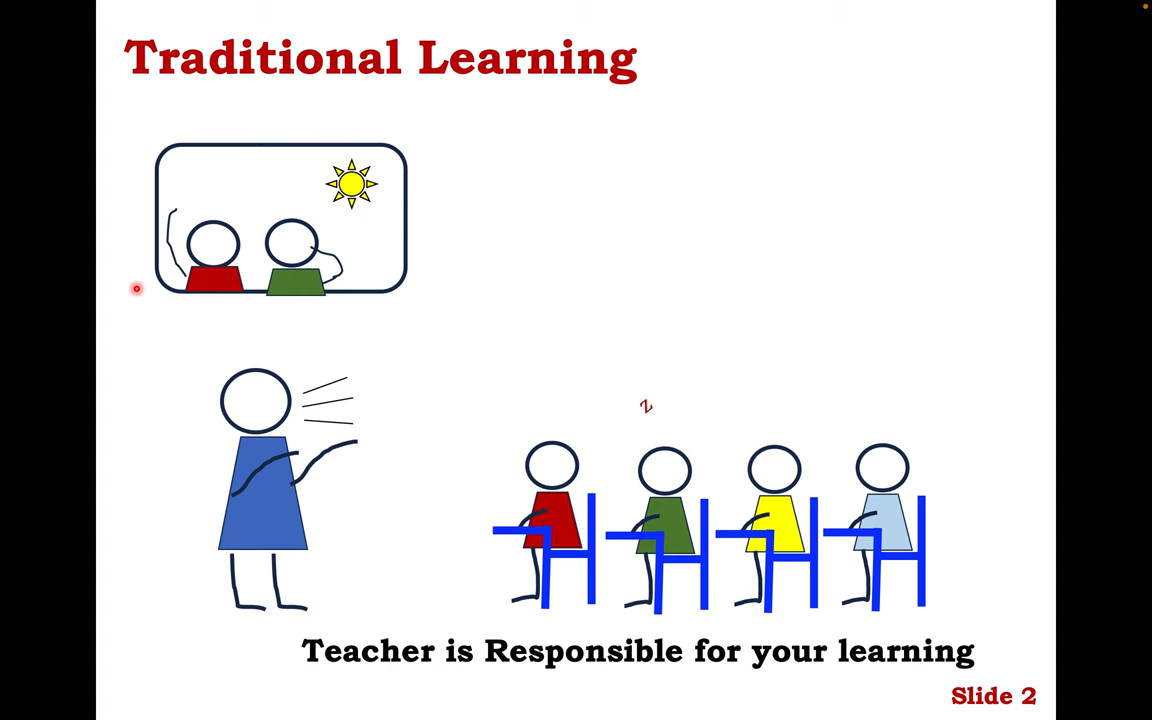 Traditional Learning
z
Teacher is Responsible for your learning
Slide 2